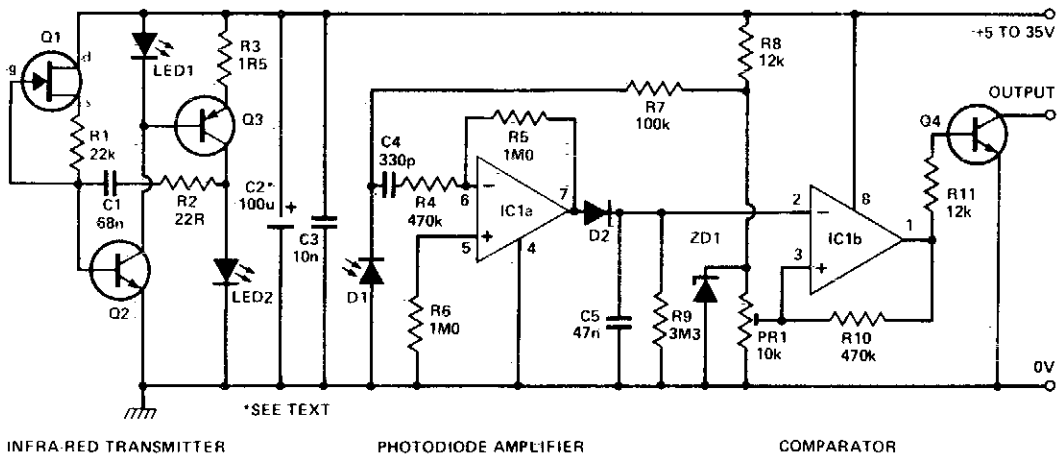 Q1
g
d
s
R1
22k
C1
68n
Q2
LED1
R3
1R5
Q3
R2
22R
LED2
C2*
100u
+
C3
10n
*SEE TEXT
D1
C4
330p
R4
470k
R5
1M0
6
−
IC1a
7
5
+
4
R6
1M0
D2
R7
100k
R8
12k
C5
47n
R9
3M3
ZD1
PR1
10k
2
−
IC1b
8
1
3
+
R10
470k
R11
12k
Q4
+5 TO 35V
OUTPUT
0V
INFRA-RED TRANSMITTER
PHOTODIODE AMPLIFIER
COMPARATOR